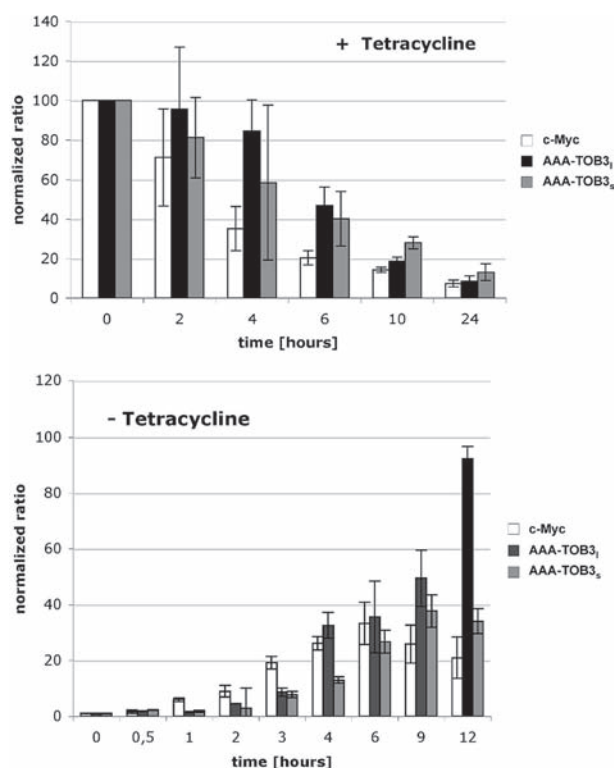 140
120
100
80
60
40
20
0
normalized ratio
+ Tetracycline
c-Myc
AAA-TOB3l
AAA-TOB3s
0 2 4 6 10 24
time [hours]
120
100
80
60
40
20
0
normalized ratio
- Tetracycline
c-Myc
AAA-TOB3l
AAA-TOB3s
0 0,5 1 2 3 4 6 9 12
time [hours]